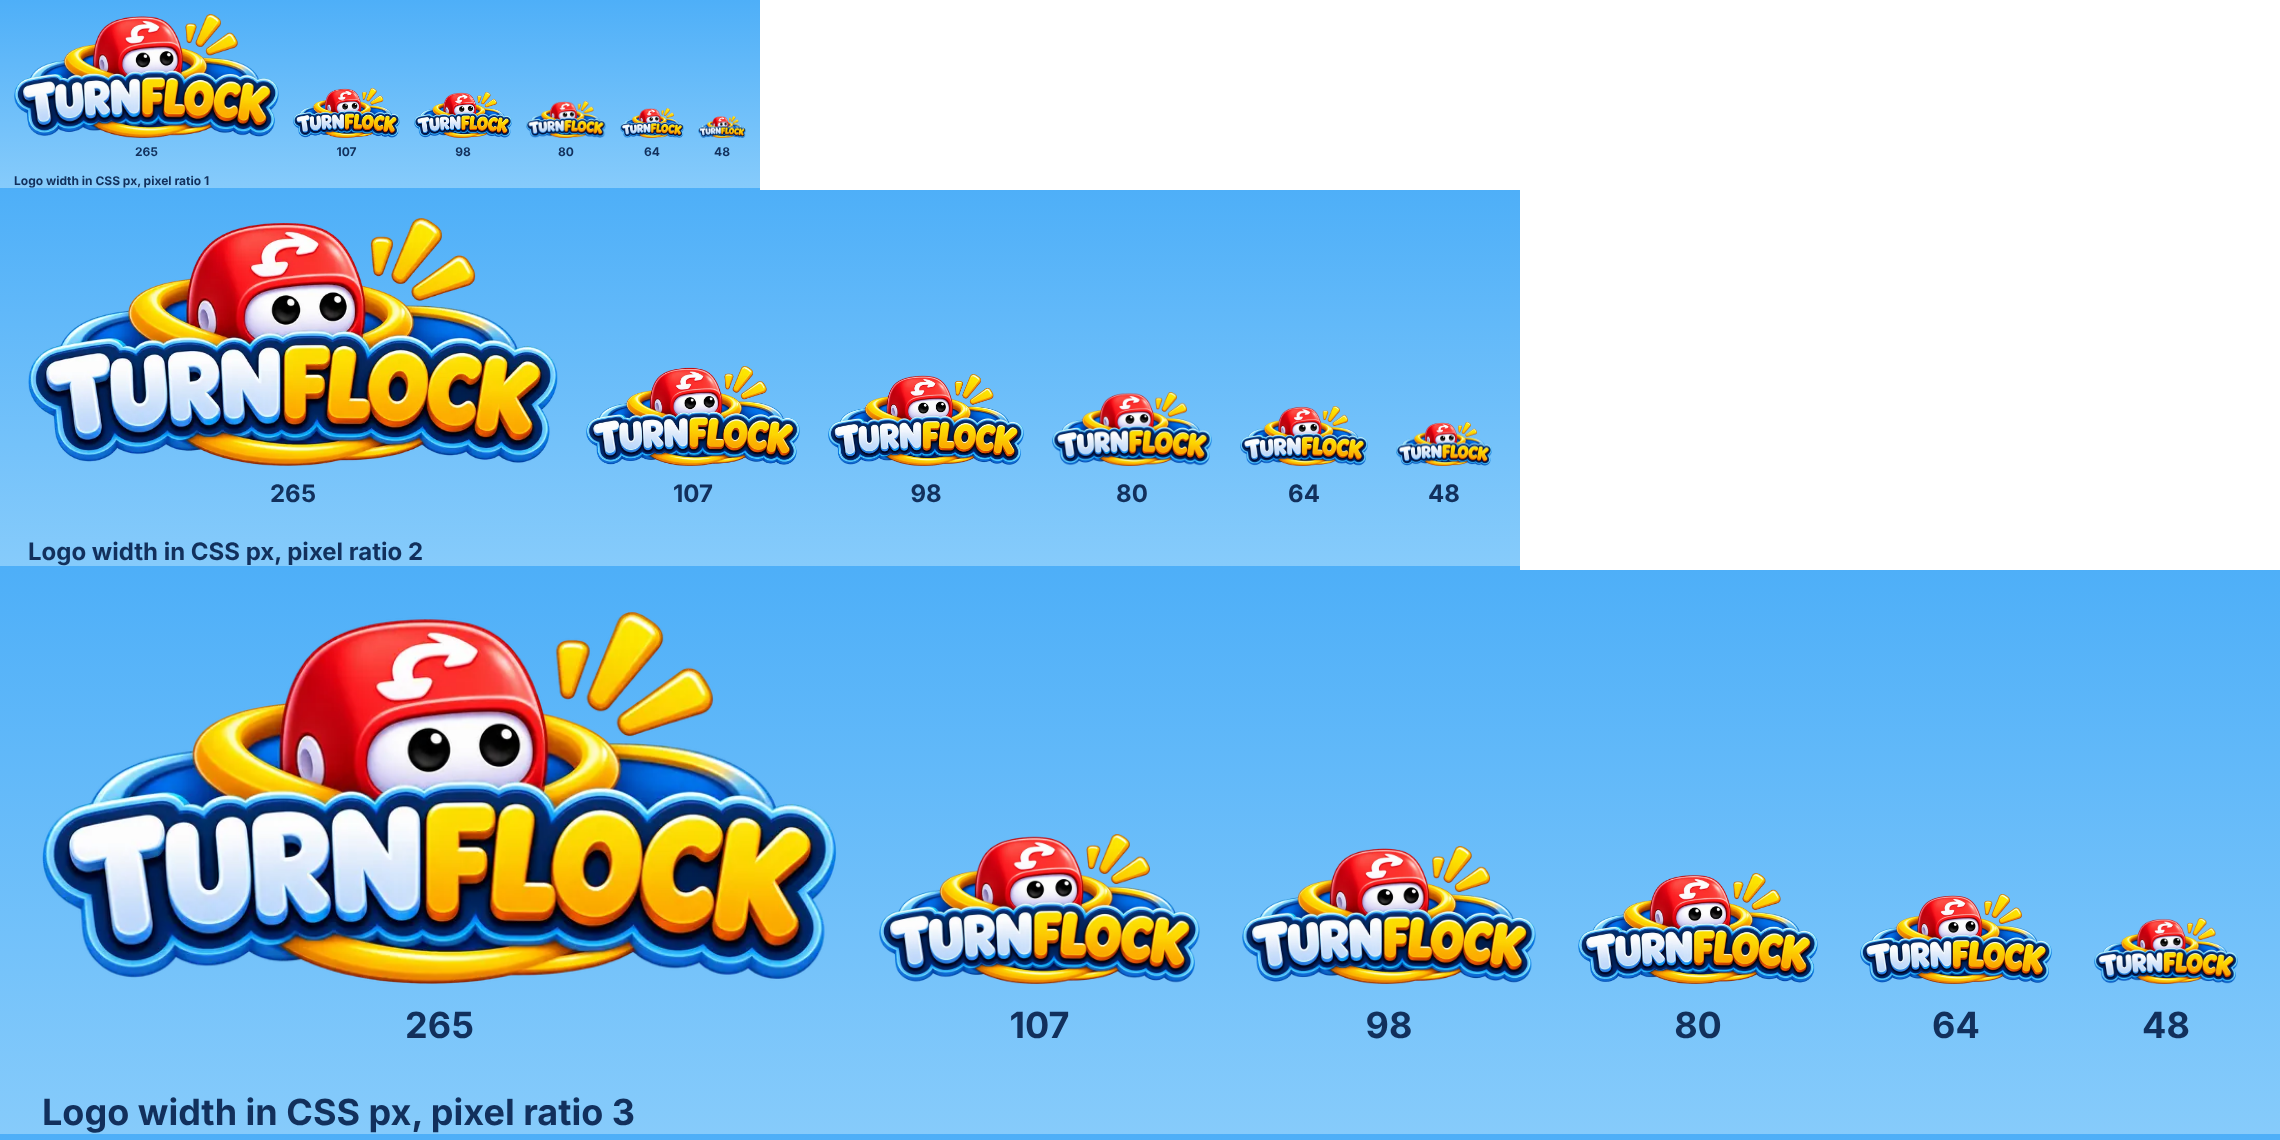 TURNFLOCK TURNFLOCK TURNFLOCK TURNFLOCK TURNFLOCK TURNFLOCK
265 107 98 80 64 48
Logo width in CSS px, pixel ratio 1
TURNFLOCK TURNFLOCK TURNFLOCK TURNFLOCK TURNFLOCK TURNFLOCK
265 107 98 80 64 48
Logo width in CSS px, pixel ratio 2
TURNFLOCK TURNFLOCK TURNFLOCK TURNFLOCK TURNFLOCK TURNFLOCK
265 107 98 80 64 48
Logo width in CSS px, pixel ratio 3